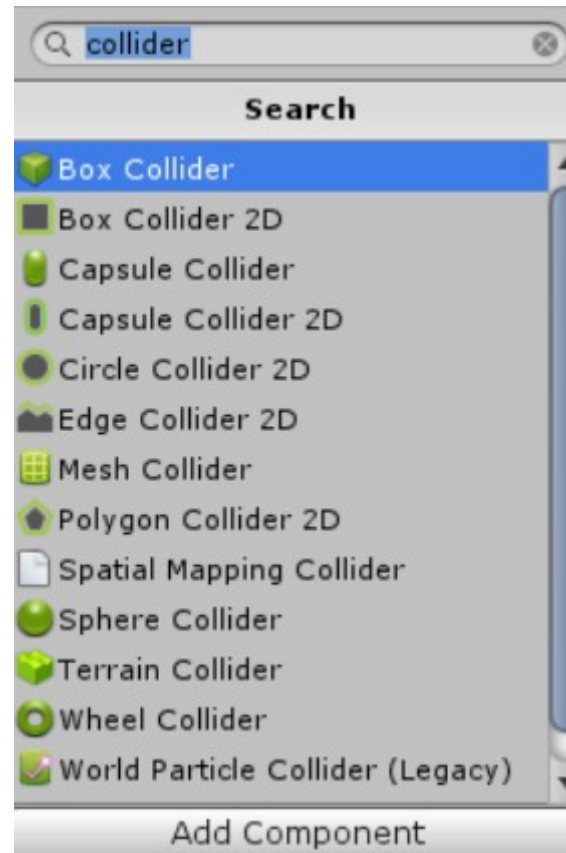 collider
Search
Box Collider
Box Collider 2D
Capsule Collider
Capsule Collider 2D
Circle Collider 2D
Edge Collider 2D
Mesh Collider
Polygon Collider 2D
Spatial Mapping Collider
Sphere Collider
Terrain Collider
Wheel Collider
World Particle Collider (Legacy)
Add Component